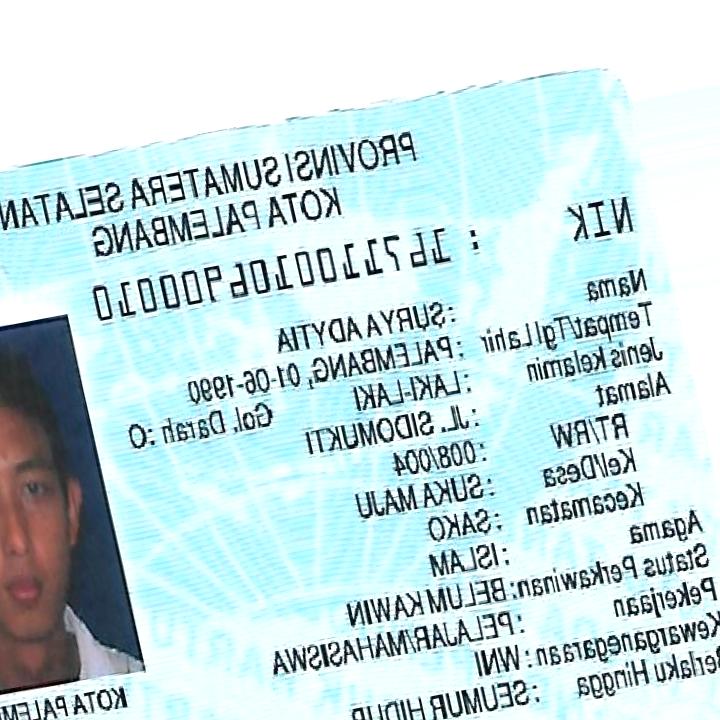 PROVINSI SUMATERA SELATAN
KOTA PALEMBANG
NIK : 1671100106900010
Nama : SURYA ADYTIA
Tempat/Tgl Lahir : PALEMBANG, 01-06-1990
Jenis kelamin : LAKI-LAKI Gol. Darah :O
Alamat : JL. SIDOMUKTI
RT/RW : 008/004
Kel/Desa : SUKA MAJU
Kecamatan : SAKO
Agama : ISLAM
Status Perkawinan: BELUM KAWIN
Pekerjaan : PELAJAR/MAHASISWA
Kewarganegaraan: WNI
Berlaku Hingga : SEUMUR HIDUP
KOTA PALEM